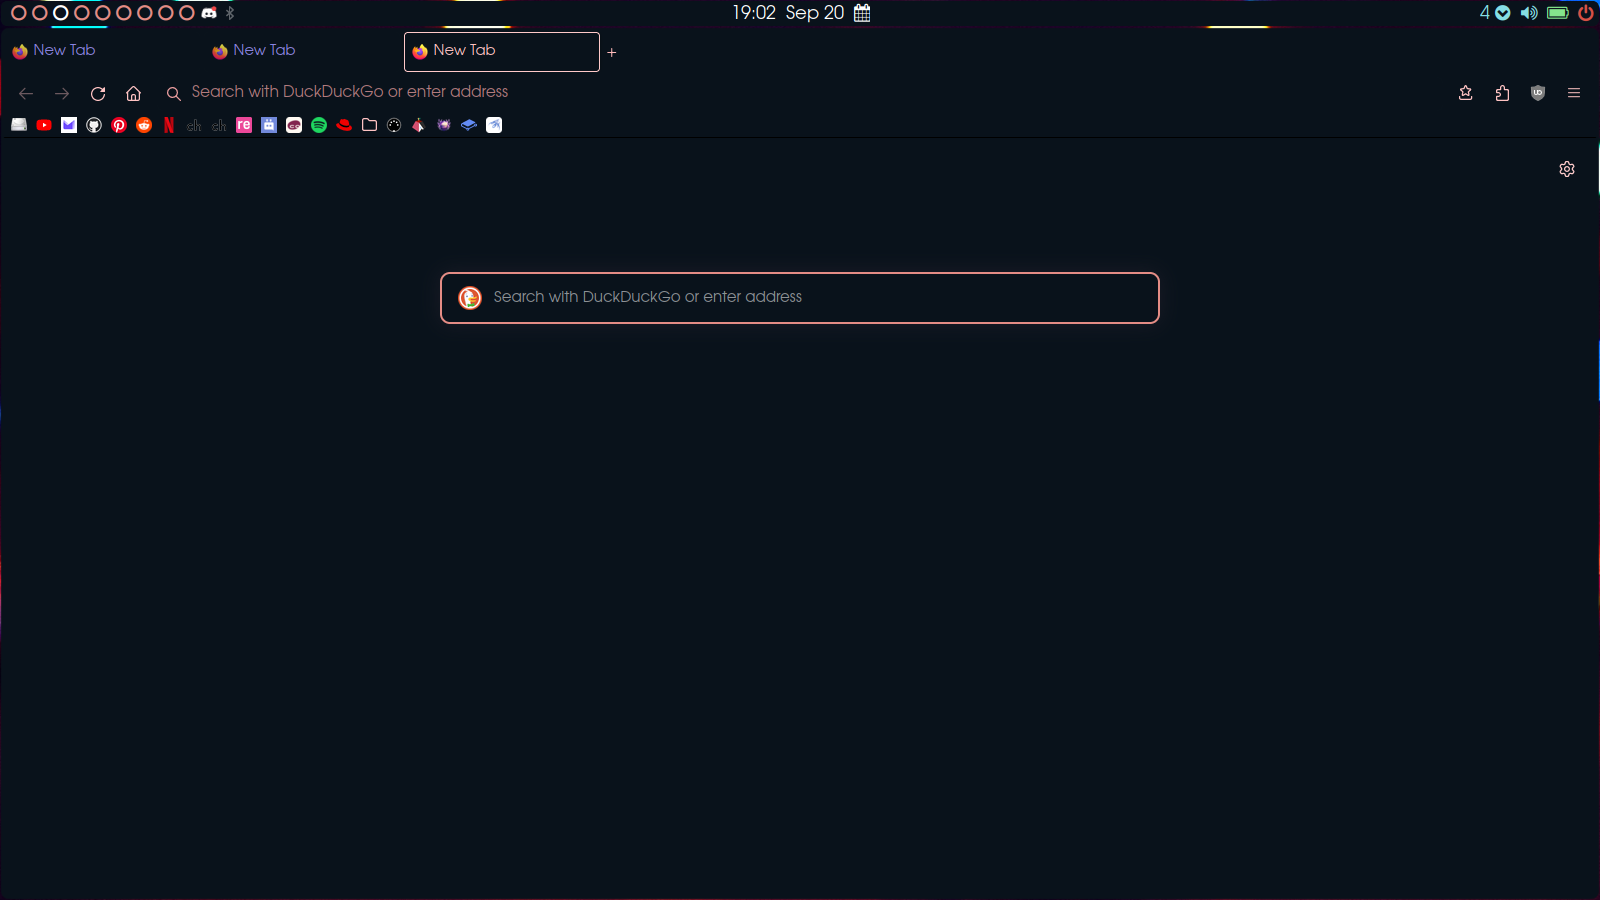 19:02 Sep 20
4
New Tab
New Tab
New Tab
Search with DuckDuckGo or enter address
ch
ch
re
Search with DuckDuckGo or enter address